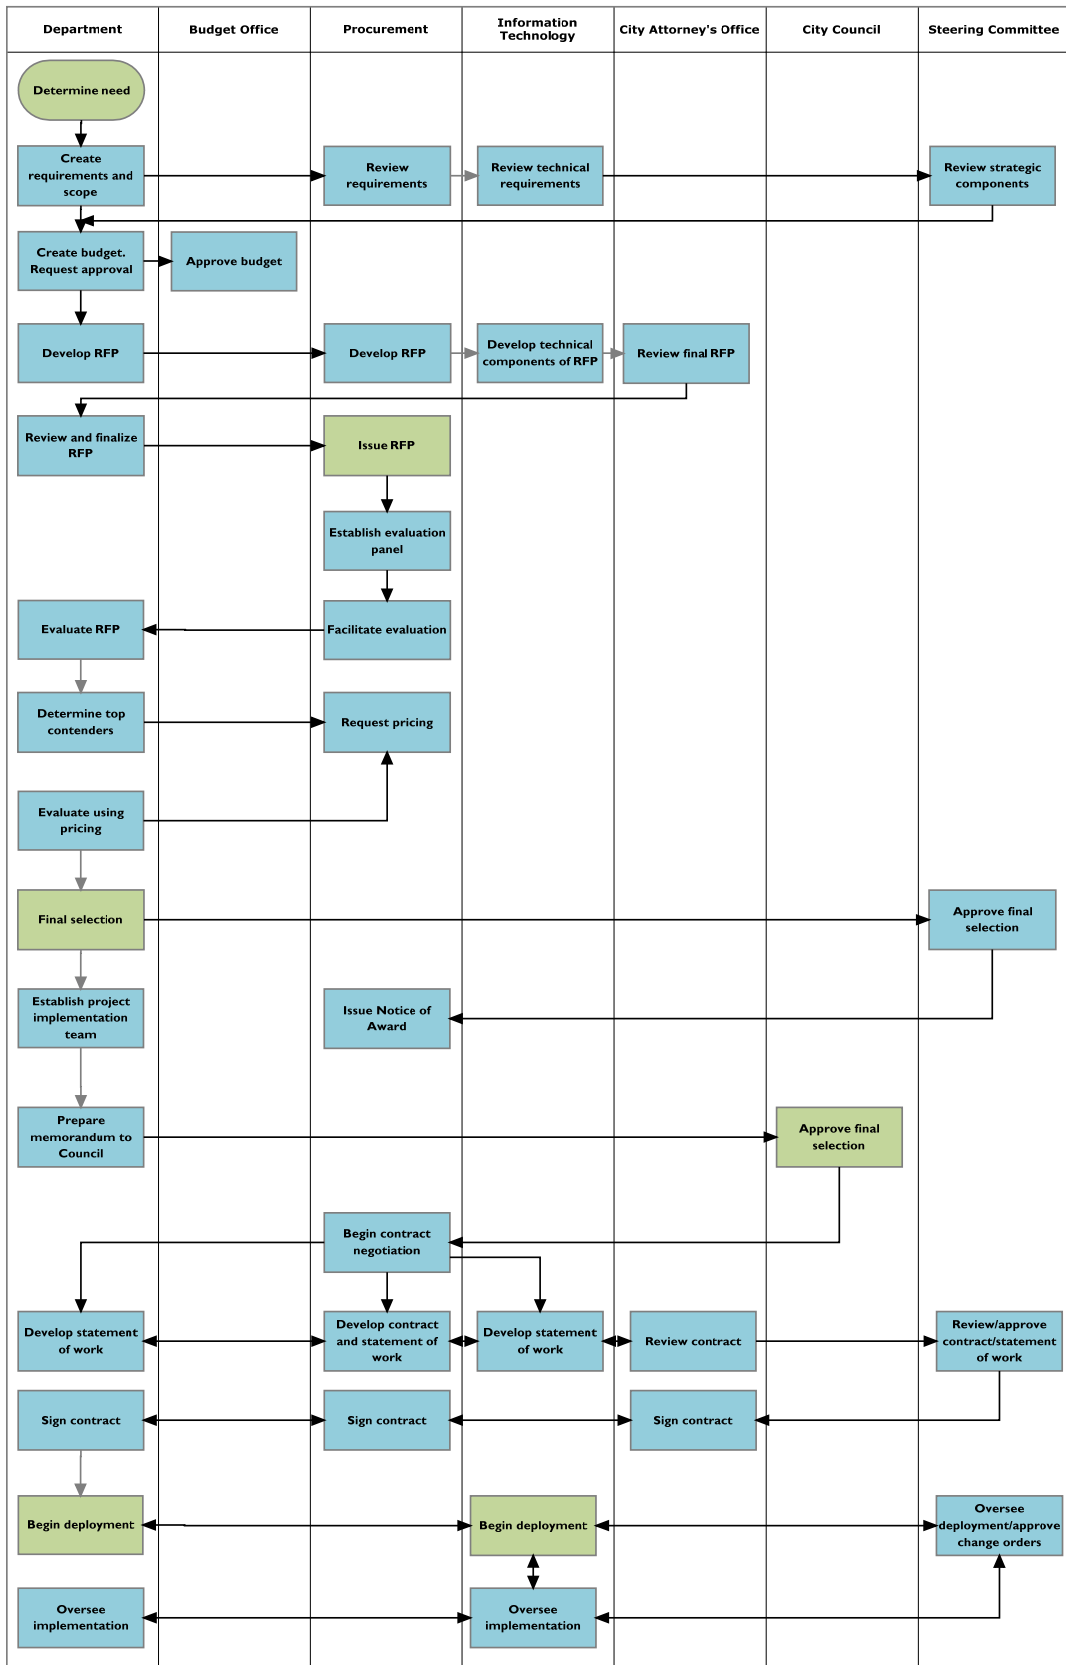 Department
Budget Office
Procurement
Information
Technology
City Attorney's Office
City Council
Steering Committee
Determine need
Create
requirements and
scope
Review
requirements
Review technical
requirements
Review strategic
components
Create budget.
Request approval
Approve budget
Develop RFP
Develop RFP
Develop technical
components of RFP
Review final RFP
Review and finalize
RFP
Issue RFP
Establish evaluation
panel
Evaluate RFP
Facilitate evaluation
Determine top
contenders
Request pricing
Evaluate using
pricing
Final selection
Approve final
selection
Establish project
implementation
team
Issue Notice of
Award
Prepare
memorandum to
Council
Approve final
selection
Begin contract
negotiation
Develop statement
of work
Develop contract
and statement of
work
Develop statement
of work
Review contract
Review/approve
contract/statement
of work
Sign contract
Sign contract
Sign contract
Begin deployment
Begin deployment
Oversee
deployment/approve
change orders
Oversee
implementation
Oversee
implementation